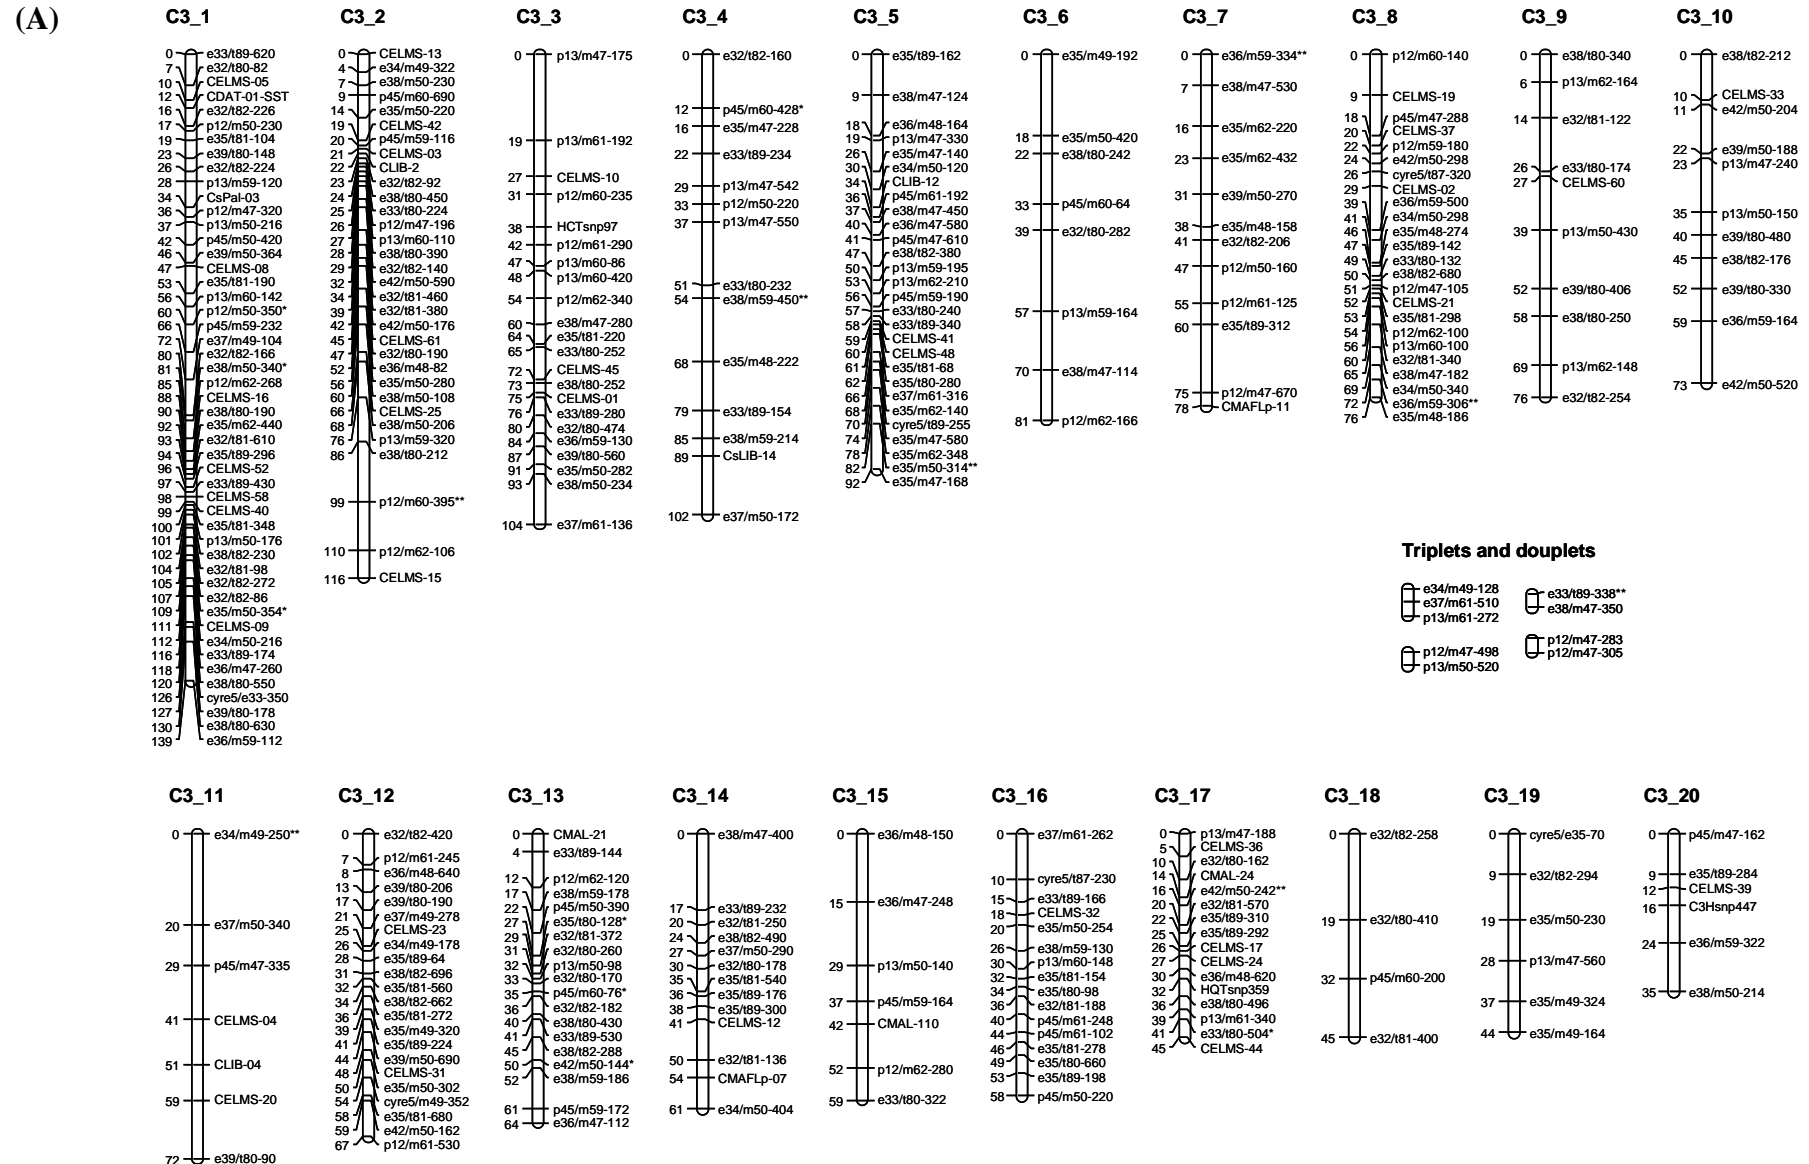 (A)
C3_1
0 e33/t89-620
7 e32/t80-82
10 CELMS-05
12 CDAT-01-SST
16 e32/t82-226
17 p12/m50-230
19 e35/t81-104
23 e39/t80-148
26 e32/t82-224
28 p13/m59-120
34 CsPal-03
36 p12/m47-320
37 p13/m50-216
42 p45/m50-420
46 e39/m50-364
47 CELMS-08
53 e35/t81-190
56 p13/m60-142
60 p12/m50-350*
66 p45/m59-232
72 e37/m49-104
80 e32/t82-166
81 e38/m50-340*
85 p12/m62-268
88 CELMS-16
90 e38/t80-190
92 e35/m62-440
93 e32/t81-610
94 e35/t89-296
96 CELMS-52
97 e33/t89-430
98 CELMS-58
99 CELMS-40
100 e35/t81-348
101 p13/m50-176
102 e38/t82-230
104 e32/t81-98
105 e32/t82-272
107 e32/t82-86
109 e35/m50-354*
111 CELMS-09
112 e34/m50-216
116 e33/t89-174
118 e36/m47-260
120 e38/t80-550
126 cyre5/e33-350
127 e39/t80-178
130 e38/t80-630
139 e36/m59-112
C3_2
0 CELMS-13
4 e34/m49-322
7 e38/m50-230
9 p45/m60-690
14 e35/m50-220
19 CELMS-42
20 p45/m59-116
21 CELMS-03
22 CLIB-2
23 e32/t82-92
24 e38/t80-450
25 e33/t80-224
26 p12/m47-196
27 p13/m60-110
28 e38/t80-390
29 e32/t82-140
32 e42/m50-590
34 e32/t81-460
39 e32/t81-380
42 e42/m50-176
45 CELMS-61
47 e32/t80-190
52 e36/m48-82
56 e35/m50-280
60 e38/m50-108
66 CELMS-25
68 e38/m50-206
76 p13/m59-320
86 e38/t80-212
99 p12/m60-395**
110 p12/m62-106
116 CELMS-15
C3_3
0 p13/m47-175
19 p13/m61-192
27 CELMS-10
31 p12/m60-235
38 HCTsnp97
42 p12/m61-290
47 p13/m60-86
48 p13/m60-420
54 p12/m62-340
60 e38/m47-280
64 e35/t81-220
65 e33/t80-252
72 CELMS-45
73 e38/t80-252
75 CELMS-01
76 e33/t89-280
80 e32/t82-474
84 e36/m59-130
87 e39/t80-560
91 e35/m50-282
93 e38/m50-234
104 e37/m61-136
C3_4
0 e32/t82-160
12 p45/m60-428*
16 e35/m47-228
22 e33/t89-234
29 p13/m47-542
33 p12/m50-220
37 p13/m47-550
51 e33/t80-232
54 e38/m59-450**
68 e35/m48-222
79 e33/t89-154
85 e38/m59-214
89 CsLIB-14
102 e37/m50-172
C3_5
0 e35/t89-162
9 e38/m47-124
18 e36/m48-164
19 p13/m47-330
26 e35/m47-140
30 e34/m50-120
34 CLIB-12
36 p45/m61-192
37 e38/m47-450
40 e36/m47-580
41 p45/m47-610
47 e38/t82-380
50 p13/m59-195
53 p13/m62-210
56 p45/m59-190
57 e33/t80-240
58 e33/t89-340
59 CELMS-41
60 CELMS-48
61 e35/t81-68
62 e35/t80-280
66 e37/m61-316
68 e35/m62-140
70 cyre5/t89-255
74 e35/m47-580
78 e35/m62-348
82 e35/m50-314**
92 e35/m47-168
C3_6
0 e35/m49-192
18 e35/m50-420
22 e38/t80-242
33 p45/m60-64
39 e32/t80-282
57 p13/m59-164
70 e38/m47-114
81 p12/m62-166
C3_7
0 e36/m59-334**
7 e38/m47-530
16 e35/m62-220
23 e35/m62-432
31 e39/m50-270
38 e35/m48-158
41 e32/t82-206
47 p12/m50-160
55 p12/m61-125
60 e35/t89-312
75 p12/m47-670
78 CMAFLp-11
C3_8
0 p12/m60-140
9 CELMS-19
18 p45/m47-288
20 CELMS-37
22 p12/m59-180
24 e42/m50-298
26 cyre5/t87-320
29 CELMS-02
39 e36/m59-500
41 e34/m50-298
46 e35/m48-274
47 e35/t89-142
49 e33/t80-132
50 e38/t82-680
51 p12/m47-105
52 CELMS-21
53 e35/t81-298
54 p12/m62-100
56 p13/m60-100
60 e32/t81-340
65 e38/m47-182
69 e34/m50-340
72 e36/m59-306**
76 e35/m48-186
C3_9
0 e38/t80-340
6 p13/m62-164
14 e32/t81-122
26 e33/t80-174
27 CELMS-60
39 p13/m50-430
52 e39/t80-406
58 e38/t80-250
69 p13/m62-148
76 e32/t82-254
C3_10
0 e38/t82-212
10 CELMS-33
11 e42/m50-204
22 e39/m50-188
23 p13/m47-240
35 p13/m50-150
40 e39/t80-480
45 e38/t82-176
52 e39/t80-330
59 e36/m59-164
73 e42/m50-520
Triplets and douplets
e34/m49-128
e37/m61-510
p13/m61-272
e33/t89-338**
e38/m47-350
p12/m47-498
p13/m50-520
p12/m47-283
p12/m47-305
C3_11
0 e34/m49-250**
20 e37/m50-340
29 p45/m47-335
41 CELMS-04
51 CLIB-04
59 CELMS-20
72 e39/t80-90
C3_12
0 e32/t82-420
7 p12/m61-245
8 e36/m48-640
13 e39/t80-206
17 e39/t80-190
21 e37/m49-278
25 CELMS-23
26 e34/m49-178
28 e35/t89-64
31 e38/t82-696
32 e35/t81-560
34 e38/t82-662
36 e35/t81-272
39 e35/m49-320
41 e35/t89-224
44 e39/m50-690
48 CELMS-31
50 e35/m50-302
54 cyre5/m49-352
58 e35/t81-680
59 e42/m50-162
67 p12/m61-530
C3_13
0 CMAL-21
4 e33/t89-144
12 p12/m62-120
17 e38/m59-178
22 p45/m50-390
27 e35/t80-128*
29 e32/t81-372
31 e32/t80-260
32 p13/m50-98
33 e32/t80-170
35 p45/m60-76*
36 e32/t82-182
40 e38/t80-430
41 e33/t89-530
45 e38/t82-288
50 e42/m50-144*
52 e38/m59-186
61 p45/m59-172
64 e36/m47-112
C3_14
0 e38/m47-400
17 e33/t89-232
20 e32/t81-250
24 e38/t82-490
27 e37/m50-290
30 e32/t80-178
35 e35/t81-540
36 e35/t89-176
38 e35/t89-300
41 CELMS-12
50 e32/t81-136
54 CMAFLp-07
61 e34/m50-404
C3_15
0 e36/m48-150
15 e36/m47-248
29 p13/m50-140
37 p45/m59-164
42 CMAL-110
52 p12/m62-280
59 e33/t80-322
C3_16
0 e37/m61-262
10 cyre5/t87-230
15 e33/t89-166
18 CELMS-32
20 e35/m50-254
26 e38/m59-130
30 p13/m60-148
32 e35/t81-154
34 e35/t80-98
36 e32/t81-188
40 p45/m61-248
44 p45/m61-102
46 e35/t81-278
49 e35/t80-660
53 e35/t89-198
58 p45/m50-220
C3_17
0 p13/m47-188
5 CELMS-36
10 e32/t80-162
14 CMAL-24
16 e42/m50-242**
20 e32/t81-570
22 e35/t89-310
25 e35/t89-292
26 CELMS-17
27 CELMS-24
30 e36/m48-620
32 HQTsnp359
36 e38/t80-496
39 p13/m61-340
41 e33/t80-504*
45 CELMS-44
C3_18
0 e32/t82-258
19 e32/t80-410
32 p45/m60-200
45 e32/t81-400
C3_19
0 cyre5/e35-70
9 e32/t82-294
19 e35/m50-230
28 p13/m47-560
37 e35/m49-324
44 e35/m49-164
C3_20
0 p45/m47-162
9 e35/t89-284
12 CELMS-39
16 C3Hsnp447
24 e36/m59-322
35 e38/m50-214